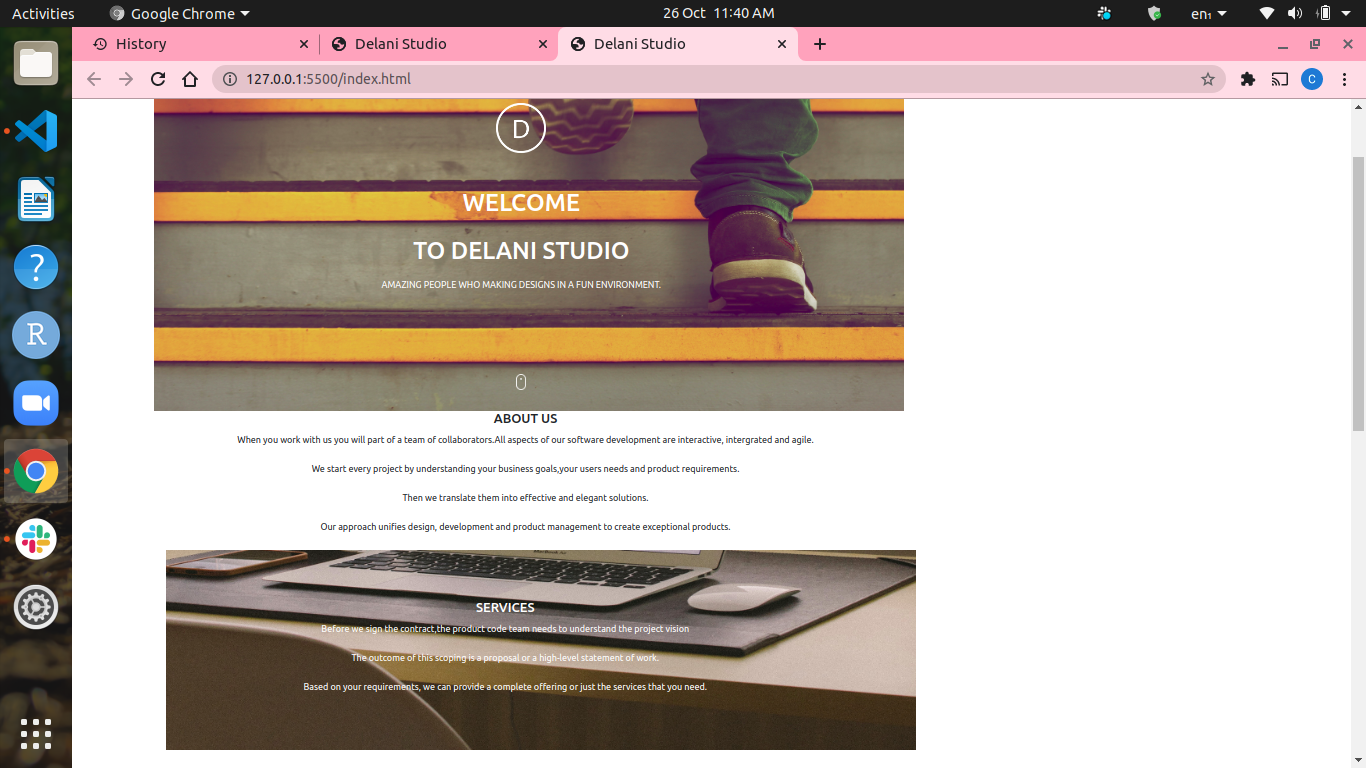 Activities
Google Chrome
26 Oct 11:40 AM
en₁
History
Delani Studio
Delani Studio
127.0.0.1:5500/index.html
C
D
WELCOME
TO DELANI STUDIO
AMAZING PEOPLE WHO MAKING DESIGNS IN A FUN ENVIRONMENT.
ABOUT US
When you work with us you will part of a team of collaborators.All aspects of our software development are interactive, intergrated and agile.
We start every project by understanding your business goals,your users needs and product requirements.
Then we translate them into effective and elegant solutions.
Our approach unifies design, development and product management to create exceptional products.
MacBook Air
SERVICES
Before we sign the contract,the product code team needs to understand the project vision
The outcome of this scoping is a proposal or a high-level statement of work.
Based on your requirements, we can provide a complete offering or just the services that you need.
?
R